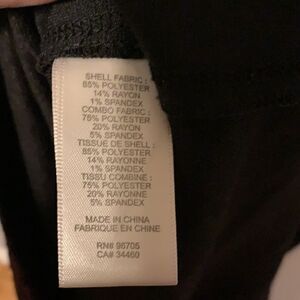 SHELL FABRIC :
85% POLYESTER
14% RAYON
1% SPANDEX
COMBO FABRIC :
75% POLYESTER
20% RAYON
5% SPANDEX
TISSUE DE SHELL :
85% POLYESTER
14% RAYONNE
1% SPANDEX
TISSU COMBINE :
75% POLYESTER
20% RAYONNE
5% SPANDEX
MADE IN CHINA
FABRIQUE EN CHINE
RN# 96705
CA# 34460